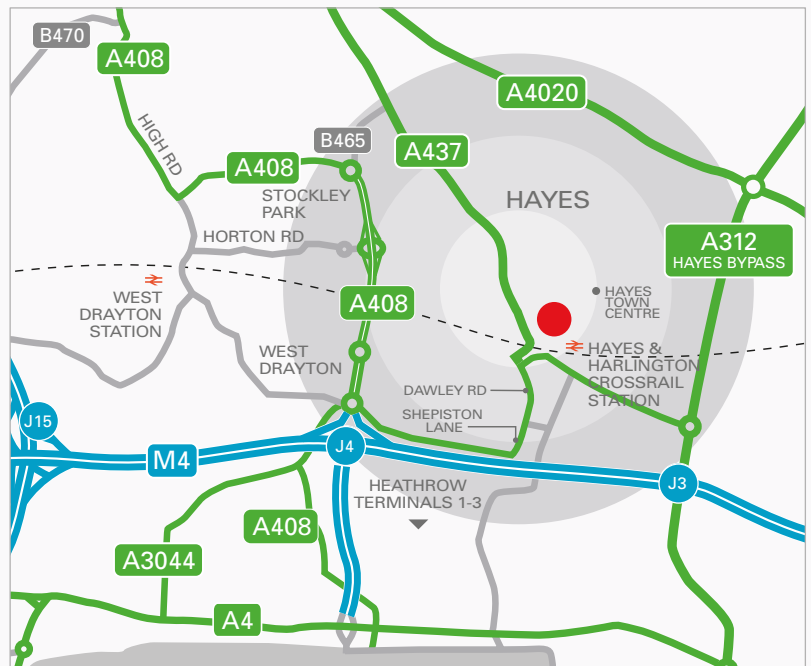 B470
A408
A4020
HIGH RD
B465
A437
A408
STOCKLEY
PARK
HAYES
HORTON RD
A312
HAYES BYPASS
WEST
DRAYTON
STATION
A408
HAYES
TOWN
CENTRE
WEST
DRAYTON
HAYES &
HARLINGTON
CROSSRAIL
STATION
DAWLEY RD
SHEPISTON
LANE
J15
M4
J4
J3
HEATHROW
TERMINALS 1-3
A408
A3044
A4